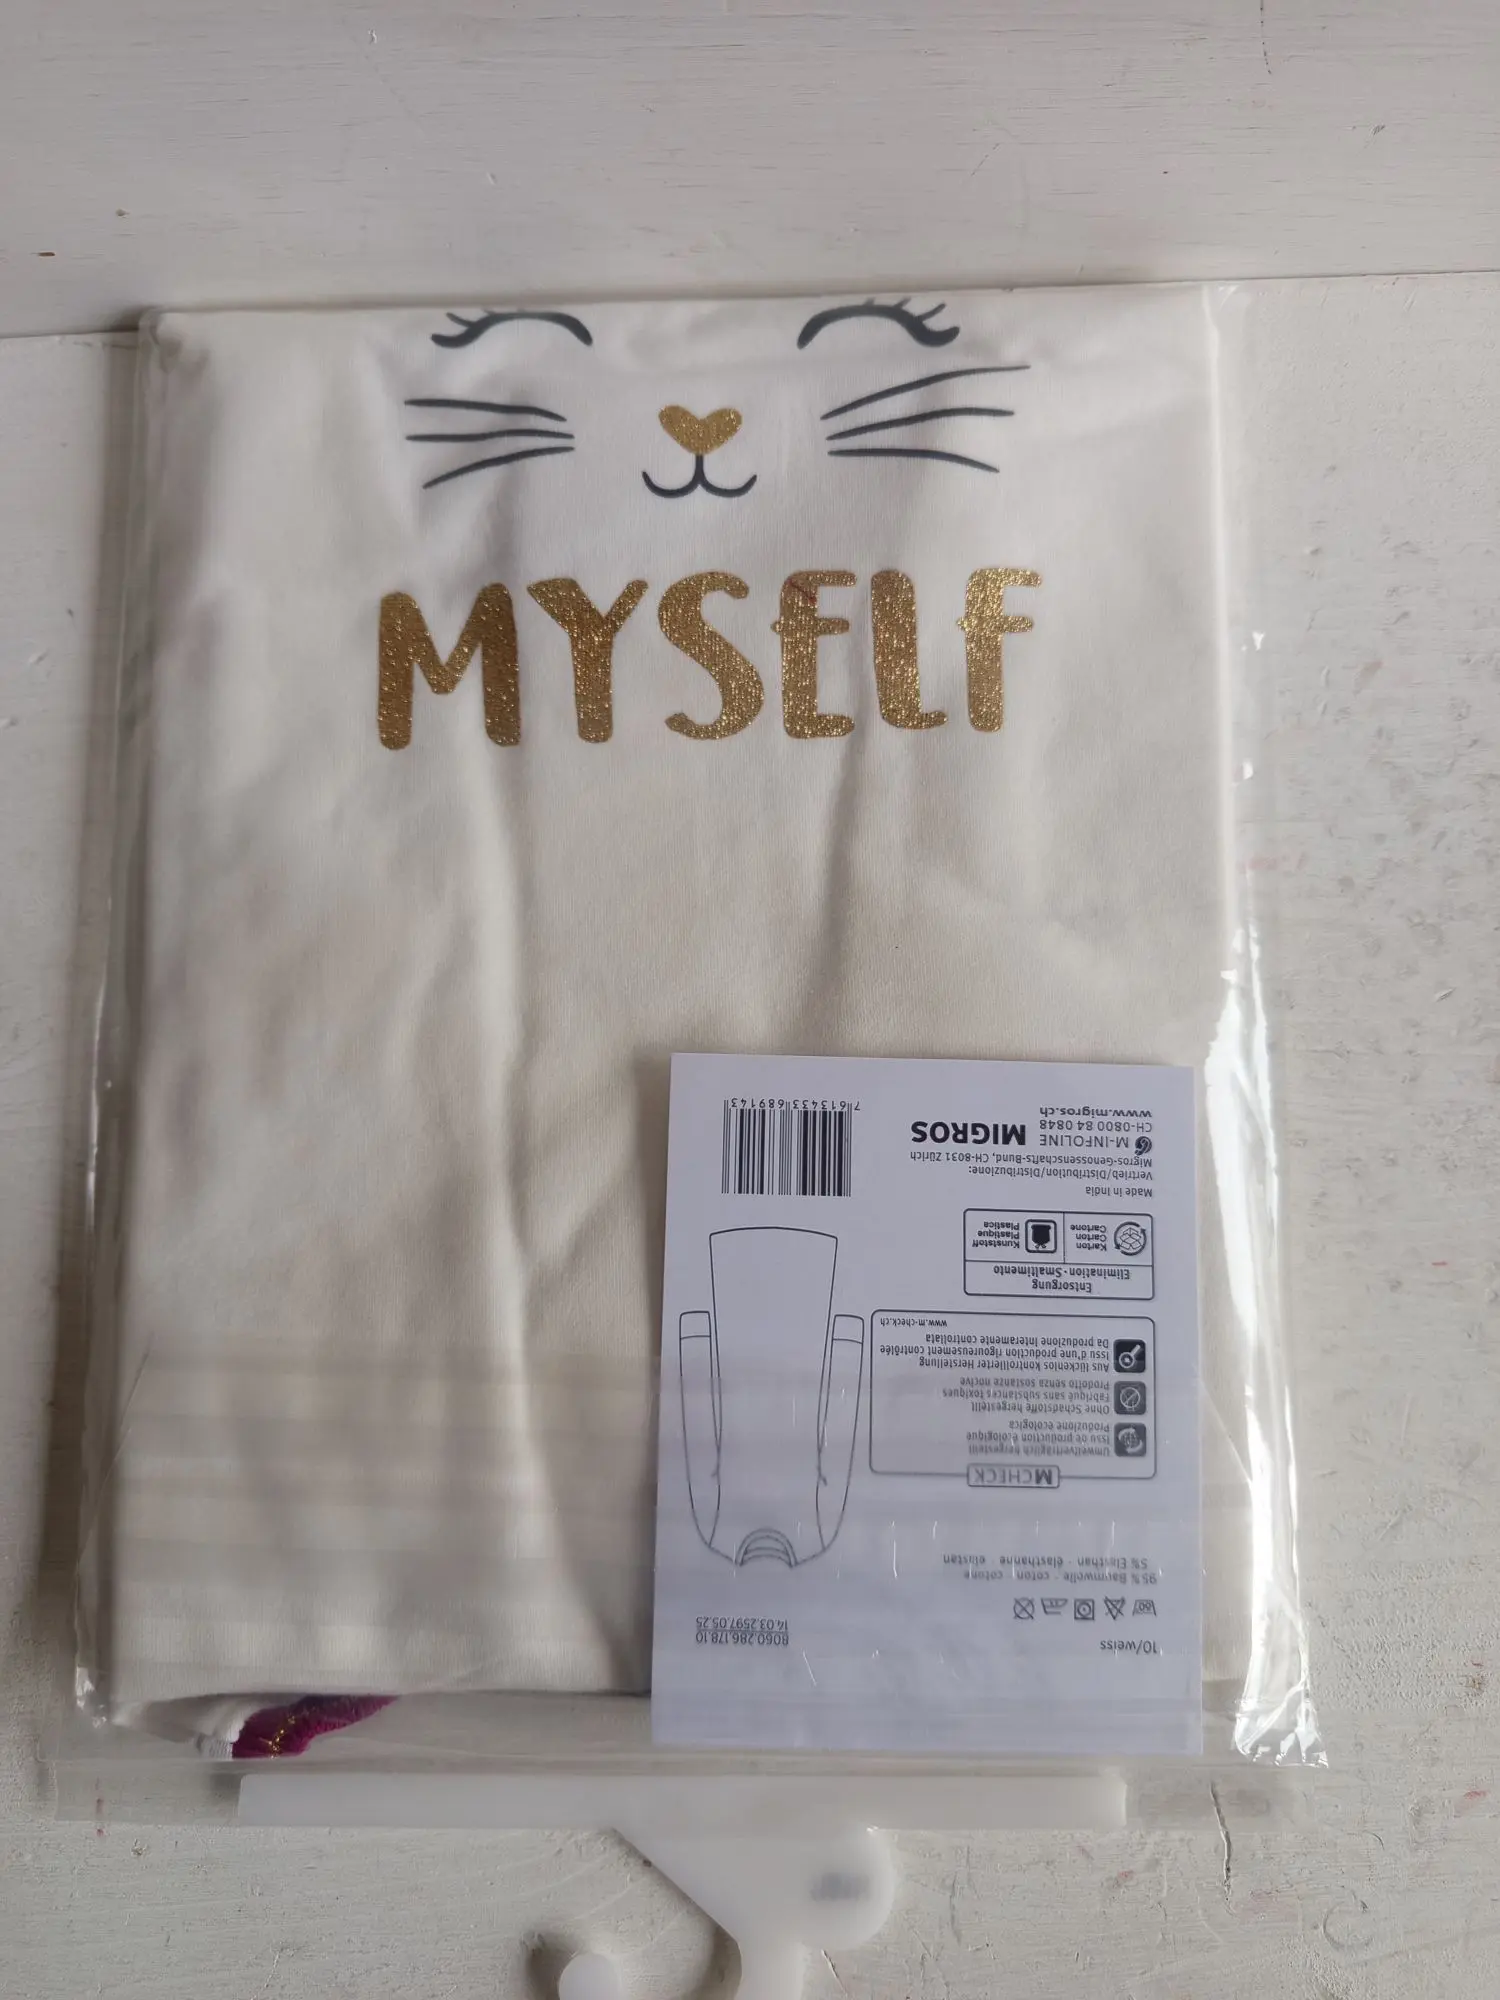 MYSELF
10/weiss
8060.286.178.10
14.03.2597.05.25
60
95% Baumwolle · coton · cotone
5% Elasthan · élasthanne · elastan
MCHECK
Umweltverträglich hergestellt
Issu de production écologique
Produzione ecologica
Ohne Schadstoffe hergestellt
Fabriqué sans substances toxiques
Prodotto senza sostanze nocive
Aus lückenlos kontrollierter Herstellung
Issu d'une production rigoureusement contrôlée
Da produzione interamente controllata
www.m-check.ch
Entsorgung
Elimination · Smaltimento
Karton
Carton
Cartone
Kunststoff
Plastique
Plastica
Made in India
Vertrieb/Distribution/Distribuzione:
Migros-Genossenschafts-Bund, CH-8031 Zürich
M-INFOLINE
CH-0800 84 0848
www.migros.ch
MIGROS
7613433689143